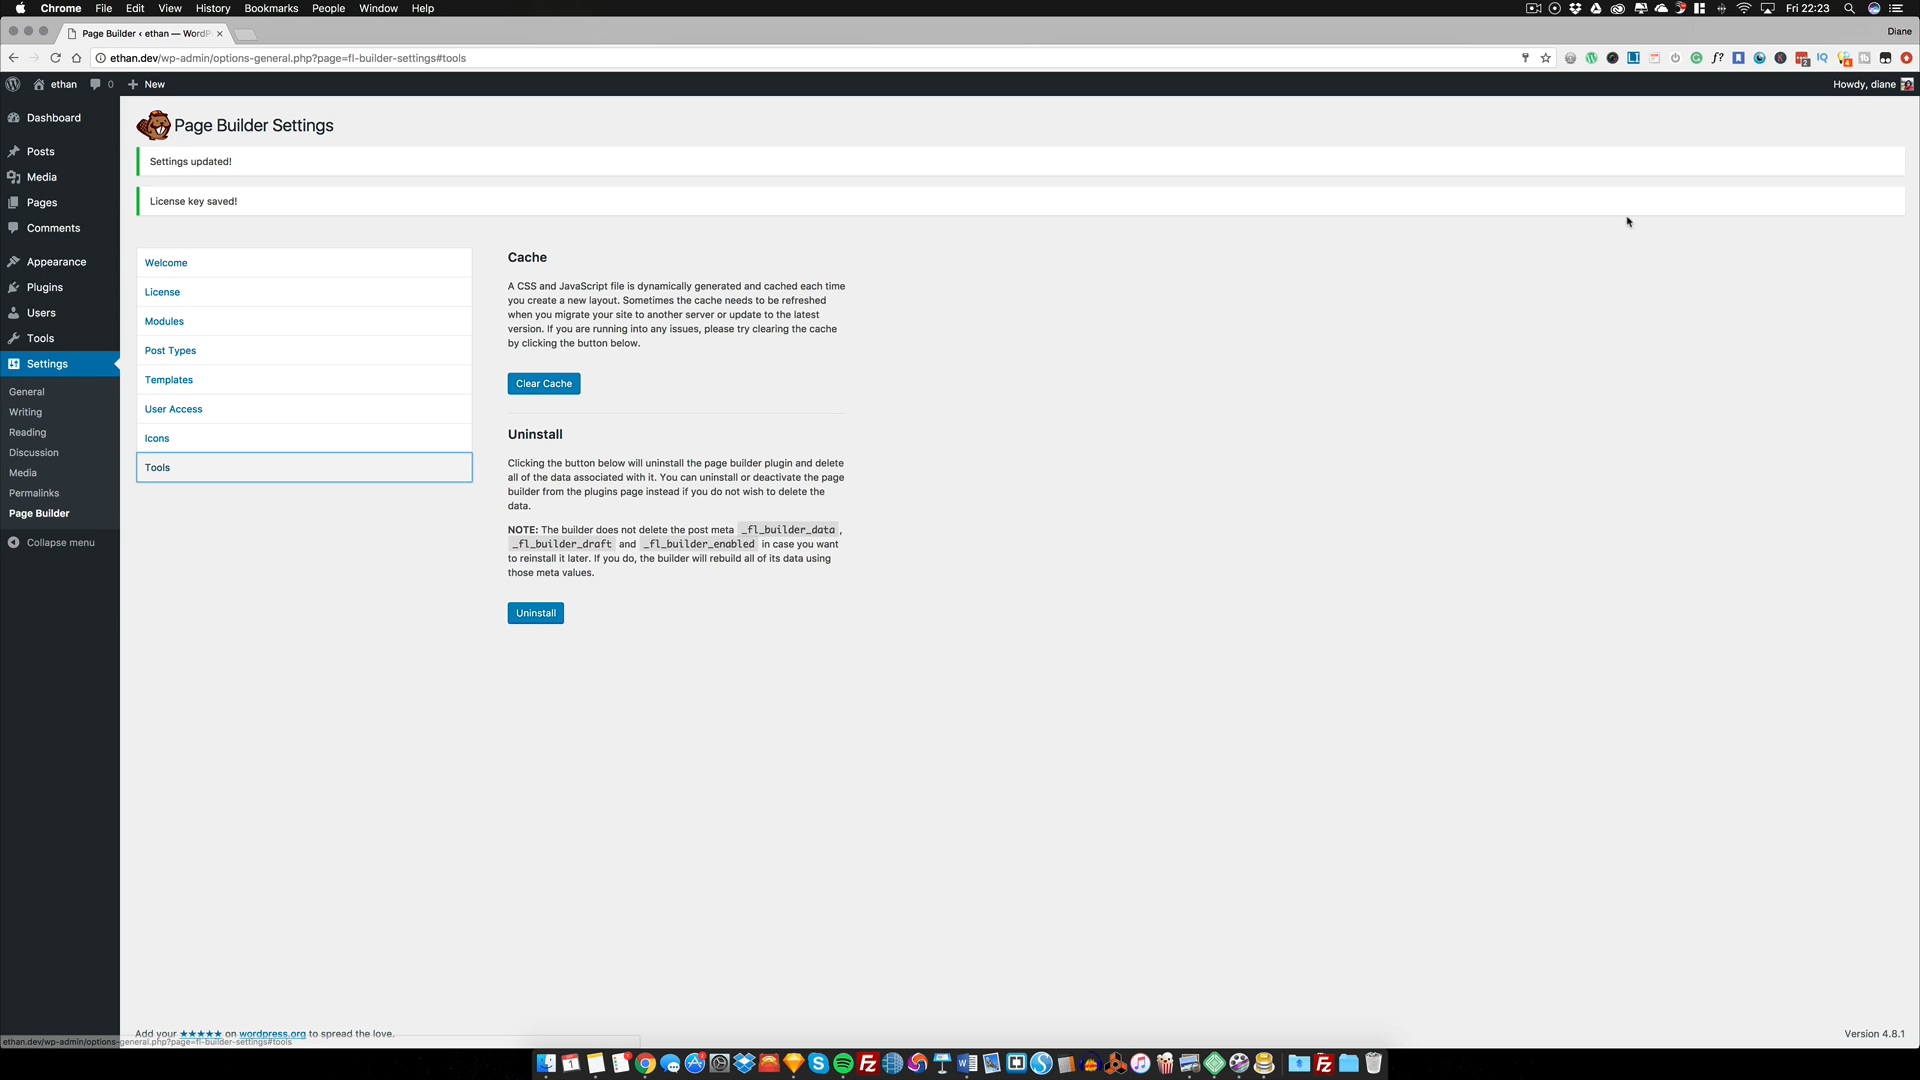 Chrome File Edit View History Bookmarks People Window Help
Fri 22:23
Page Builder ‹ ethan — WordP
Diane
ethan.dev/wp-admin/options-general.php?page=fl-builder-settings#tools
ethan 0 New
Howdy, diane
Dashboard
Posts
Media
Pages
Comments
Appearance
Plugins
Users
Tools
Settings
General
Writing
Reading
Discussion
Media
Permalinks
Page Builder
Collapse menu
Page Builder Settings
Settings updated!
License key saved!
Welcome
License
Modules
Post Types
Templates
User Access
Icons
Tools
Cache
A CSS and JavaScript file is dynamically generated and cached each time
you create a new layout. Sometimes the cache needs to be refreshed
when you migrate your site to another server or update to the latest
version. If you are running into any issues, please try clearing the cache
by clicking the button below.
Clear Cache
Uninstall
Clicking the button below will uninstall the page builder plugin and delete
all of the data associated with it. You can uninstall or deactivate the page
builder from the plugins page instead if you do not wish to delete the
data.
NOTE: The builder does not delete the post meta _fl_builder_data ,
_fl_builder_draft and _fl_builder_enabled in case you want
to reinstall it later. If you do, the builder will rebuild all of its data using
those meta values.
Uninstall
Add your ★★★★★ on wordpress.org to spread the love.
Version 4.8.1
ethan.dev/wp-admin/options-general.php?page=fl-builder-settings#tools